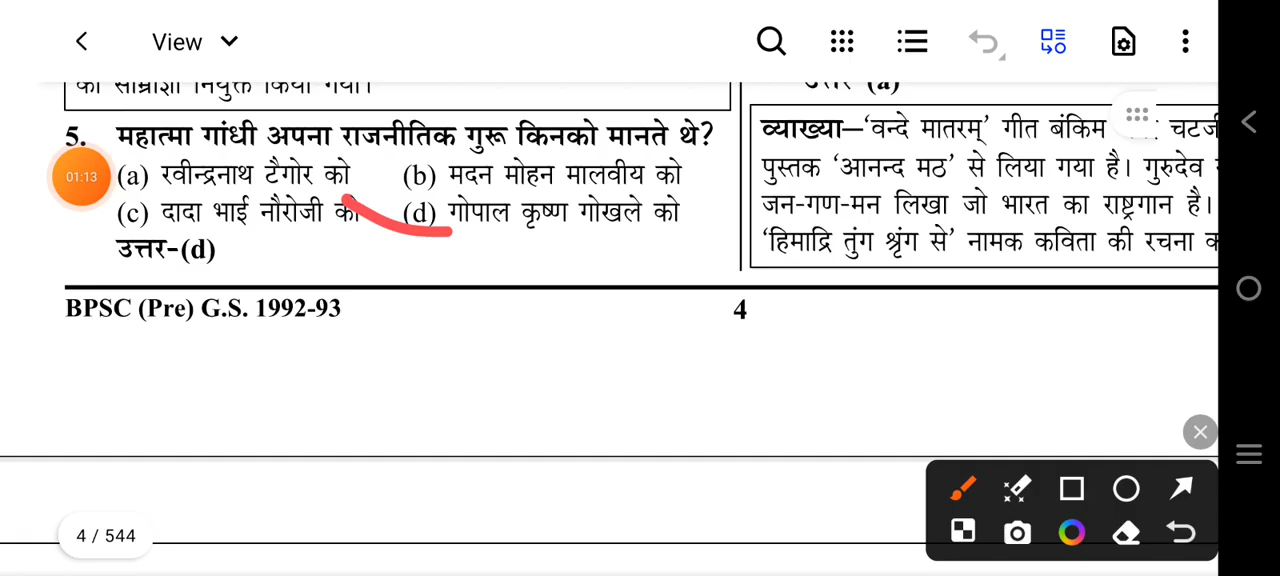 View
का साम्राज्ञी नियुक्त किया गया।
5. महात्मा गांधी अपना राजनीतिक गुरू किनको मानते थे?
(a) रवीन्द्रनाथ टैगोर को (b) मदन मोहन मालवीय को
(c) दादा भाई नौरोजी को (d) गोपाल कृष्ण गोखले को
उत्तर-(d)
उत्तर (a)
व्याख्या–‘वन्दे मातरम्’ गीत बंकिम चटर्जी
पुस्तक ‘आनन्द मठ’ से लिया गया है। गुरुदेव
जन-गण-मन लिखा जो भारत का राष्ट्रगान है।
‘हिमाद्रि तुंग श्रृंग से’ नामक कविता की रचना
BPSC (Pre) G.S. 1992-93 4
01:13
4 / 544